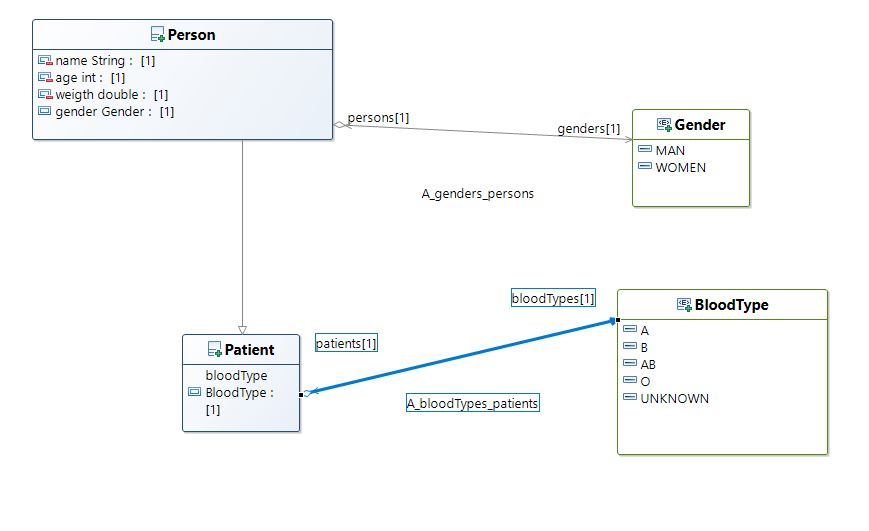 Person
name String : [1]
age int : [1]
weigth double : [1]
gender Gender : [1]
persons[1]
genders[1]
Gender
MAN
WOMEN
A_genders_persons
bloodTypes[1]
BloodType
A
B
AB
O
UNKNOWN
patients[1]
Patient
bloodType
BloodType :
[1]
A_bloodTypes_patients